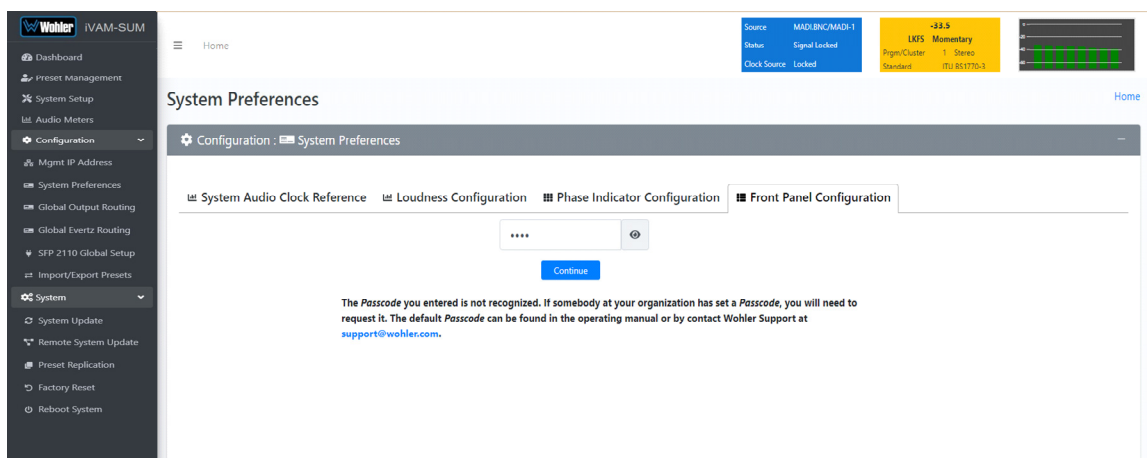 Wohler iVAM-SUM
Dashboard
Preset Management
System Setup
Audio Meters
Configuration
Mgmt IP Address
System Preferences
Global Output Routing
Global Evertz Routing
SFP 2110 Global Setup
Import/Export Presets
System
System Update
Remote System Update
Preset Replication
Factory Reset
Reboot System
Home
Source MADI.BNC/MADI-1
Status Signal Locked
Clock Source Locked
-33.5
LKFS Momentary
Prgm/Cluster 1 Stereo
Standard ITU BS1770-3
System Preferences
Home
Configuration : System Preferences
System Audio Clock Reference Loudness Configuration Phase Indicator Configuration Front Panel Configuration
••••
Continue
The Passcode you entered is not recognized. If somebody at your organization has set a Passcode, you will need to
request it. The default Passcode can be found in the operating manual or by contact Wohler Support at
support@wohler.com.